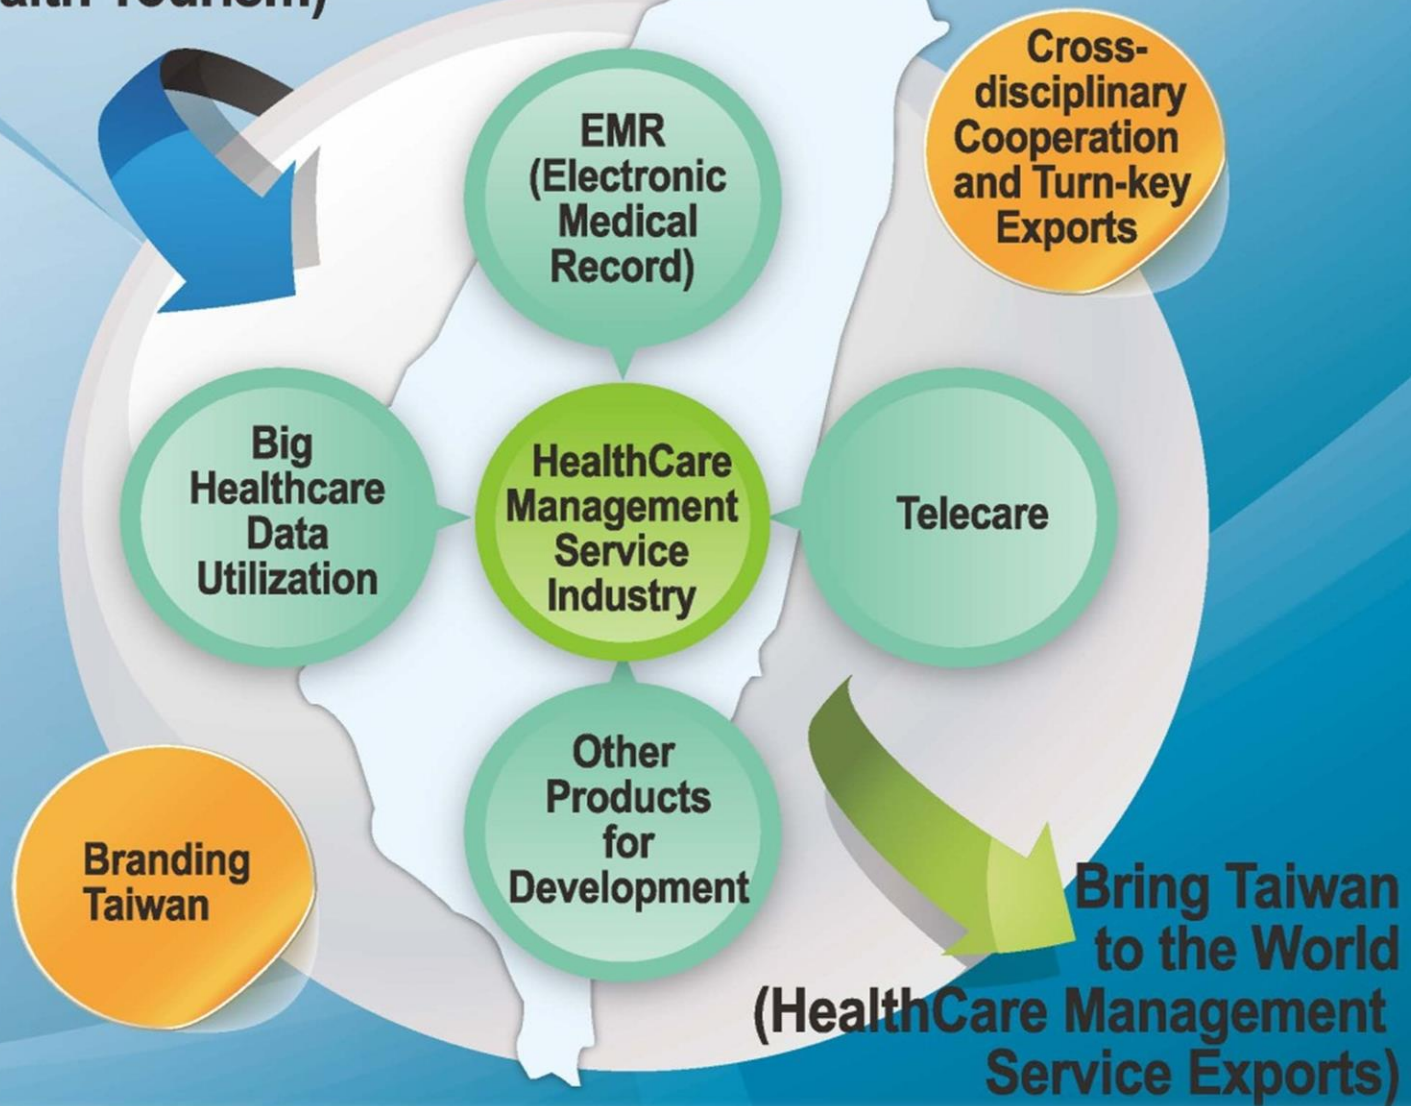 Tourism)
Cross-
disciplinary
Cooperation
and Turn-key
Exports
EMR
(Electronic
Medical
Record)
Big
Healthcare
Data
Utilization
HealthCare
Management
Service
Industry
Telecare
Other
Products
for
Development
Branding
Taiwan
Bring Taiwan
to the World
(HealthCare Management
Service Exports)